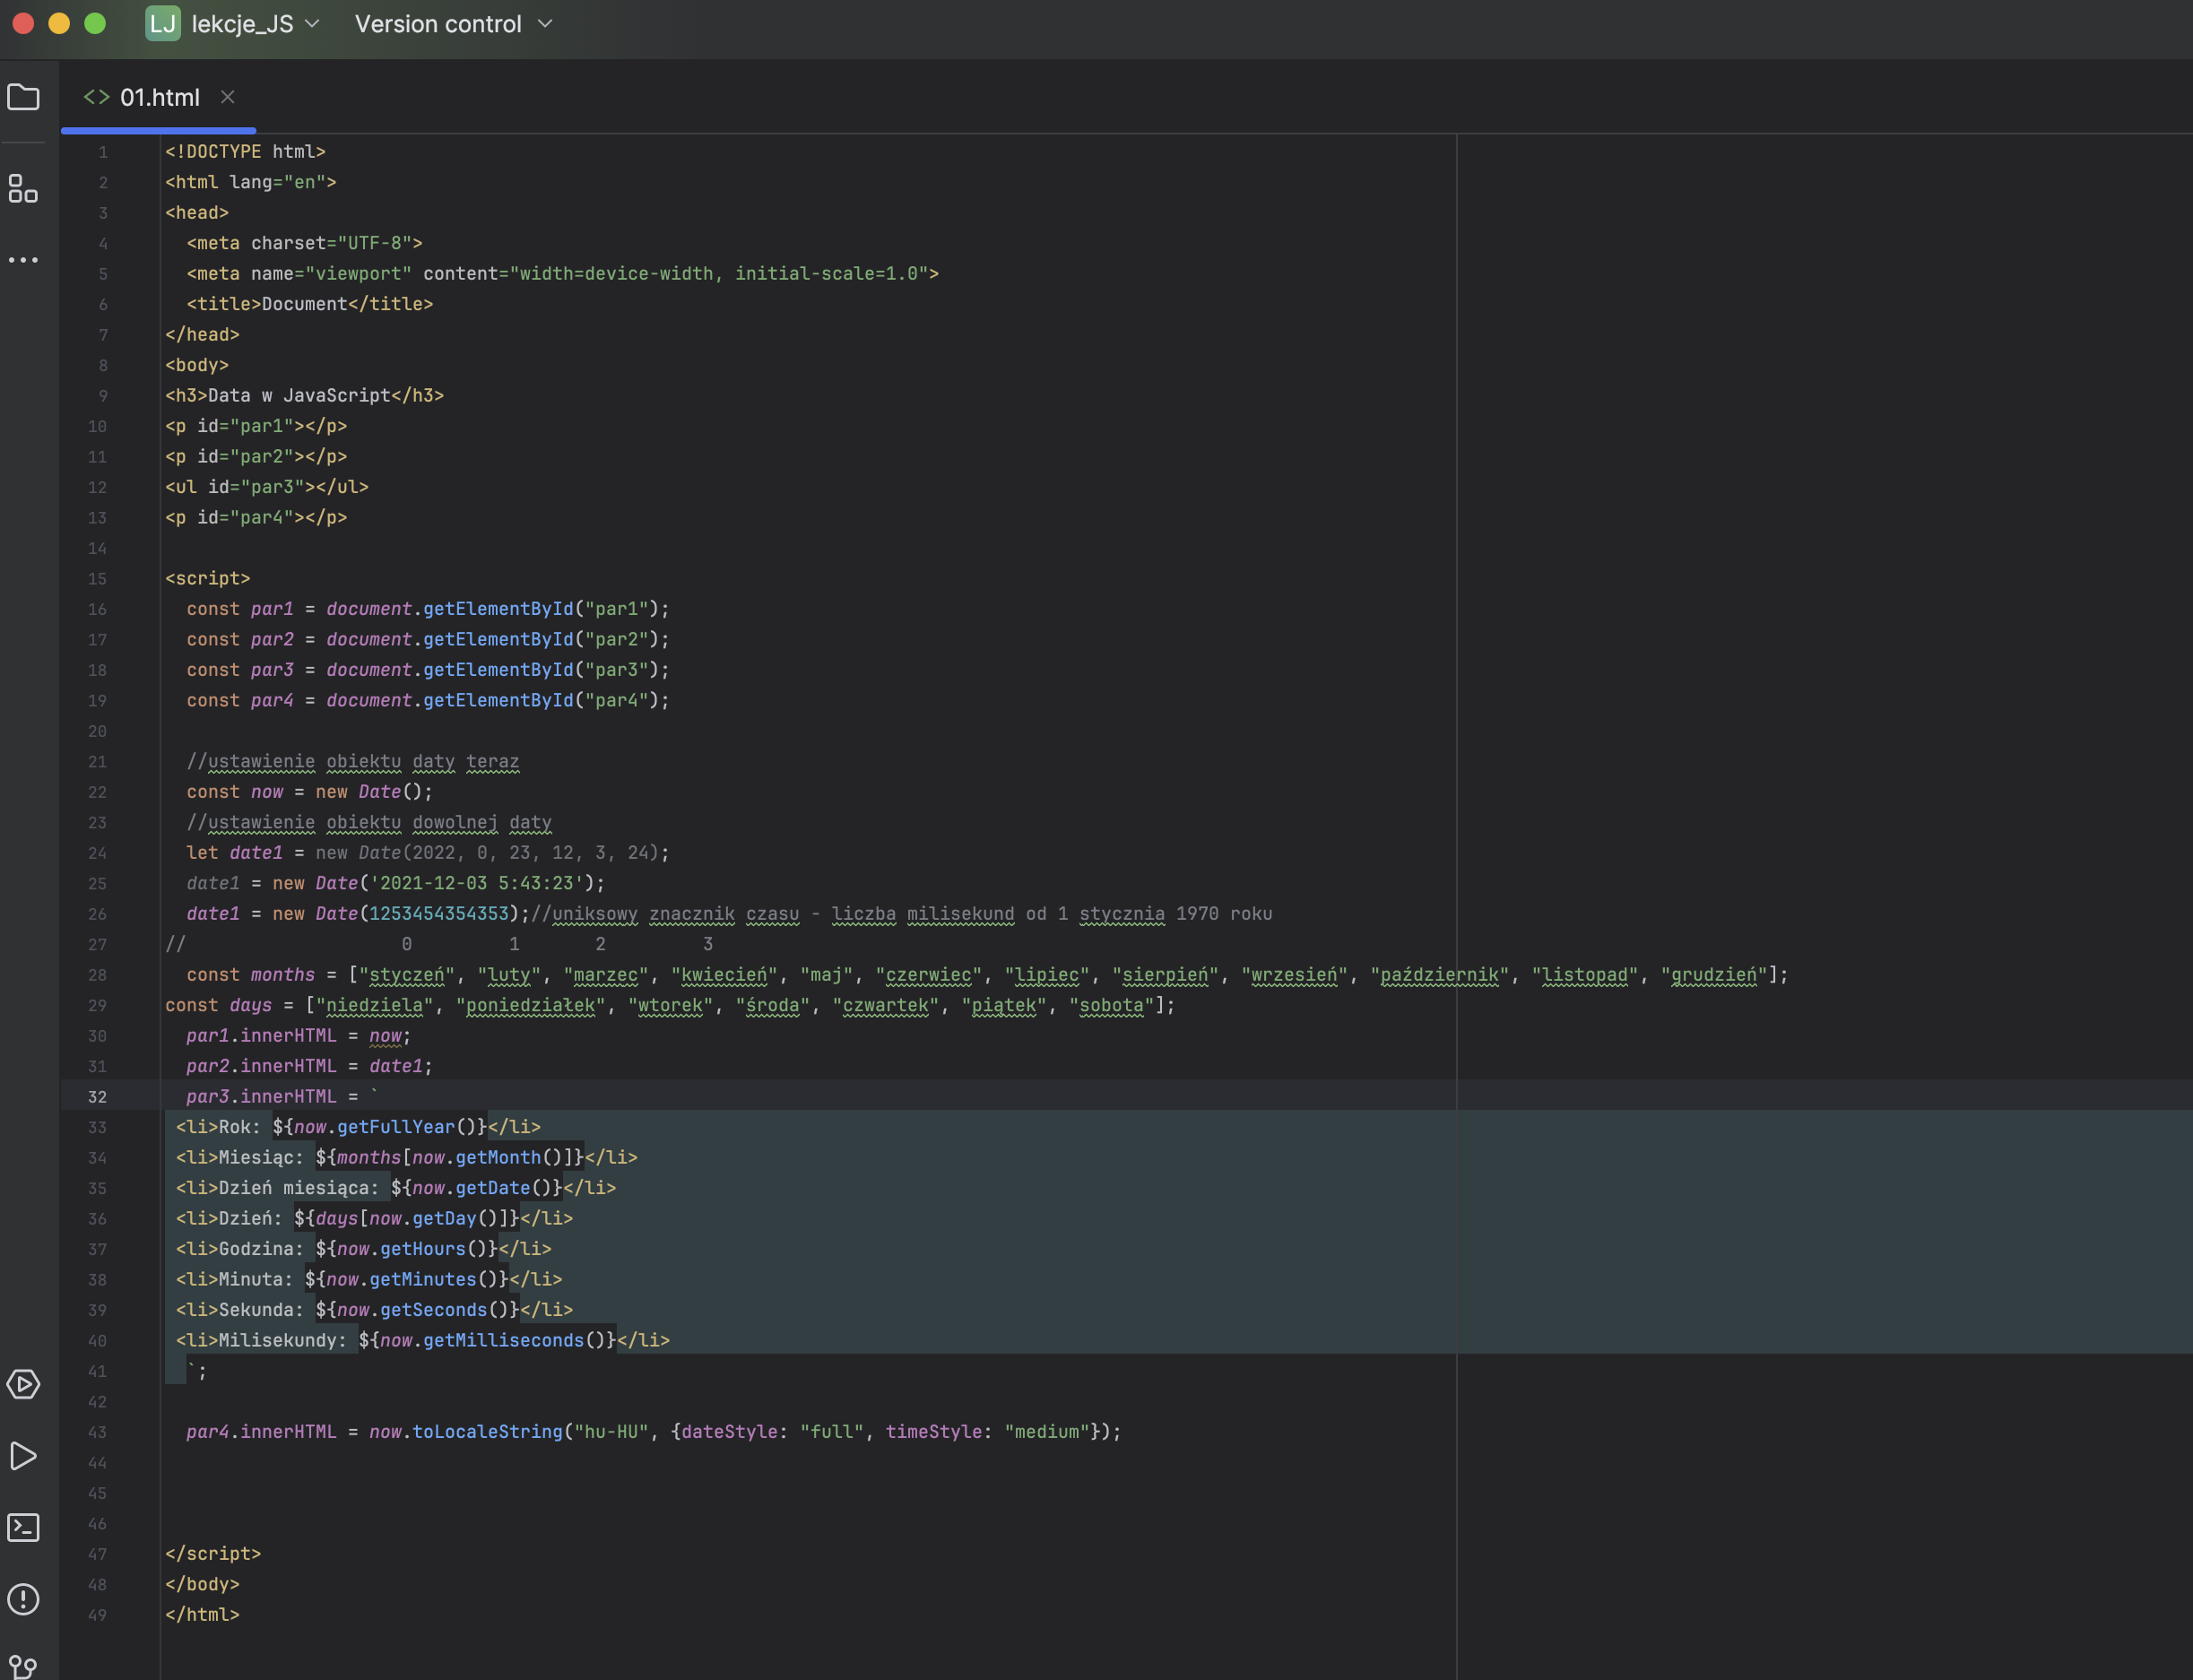 LJ lekcje_JS Version control
<> 01.html ×
1 <!DOCTYPE html>
2 <html lang="en">
3 <head>
4   <meta charset="UTF-8">
5   <meta name="viewport" content="width=device-width, initial-scale=1.0">
6   <title>Document</title>
7 </head>
8 <body>
9 <h3>Data w JavaScript</h3>
10 <p id="par1"></p>
11 <p id="par2"></p>
12 <ul id="par3"></ul>
13 <p id="par4"></p>
14
15 <script>
16   const par1 = document.getElementById("par1");
17   const par2 = document.getElementById("par2");
18   const par3 = document.getElementById("par3");
19   const par4 = document.getElementById("par4");
20
21   //ustawienie obiektu daty teraz
22   const now = new Date();
23   //ustawienie obiektu dowolnej daty
24   let date1 = new Date(2022, 0, 23, 12, 3, 24);
25   date1 = new Date('2021-12-03 5:43:23');
26   date1 = new Date(1253454354353);//uniksowy znacznik czasu - liczba milisekund od 1 stycznia 1970 roku
27 //                    0         1       2         3
28   const months = ["styczeń", "luty", "marzec", "kwiecień", "maj", "czerwiec", "lipiec", "sierpień", "wrzesień", "październik", "listopad", "grudzień"];
29 const days = ["niedziela", "poniedziałek", "wtorek", "środa", "czwartek", "piątek", "sobota"];
30   par1.innerHTML = now;
31   par2.innerHTML = date1;
32   par3.innerHTML = `
33  <li>Rok: ${now.getFullYear()}</li>
34  <li>Miesiąc: ${months[now.getMonth()]}</li>
35  <li>Dzień miesiąca: ${now.getDate()}</li>
36  <li>Dzień: ${days[now.getDay()]}</li>
37  <li>Godzina: ${now.getHours()}</li>
38  <li>Minuta: ${now.getMinutes()}</li>
39  <li>Sekunda: ${now.getSeconds()}</li>
40  <li>Milisekundy: ${now.getMilliseconds()}</li>
41   `;
42
43   par4.innerHTML = now.toLocaleString("hu-HU", {dateStyle: "full", timeStyle: "medium"});
44
45
46
47 </script>
48 </body>
49 </html>